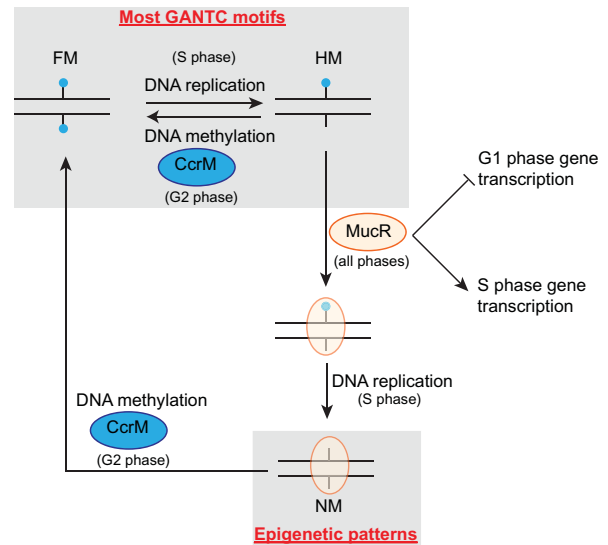 Most GANTC motifs
FM
(S phase)
HM
DNA replication
DNA methylation
CcrM
(G2 phase)
G1 phase gene
transcription
MucR
(all phases)
S phase gene
transcription
DNA replication
(S phase)
DNA methylation
CcrM
(G2 phase)
NM
Epigenetic patterns